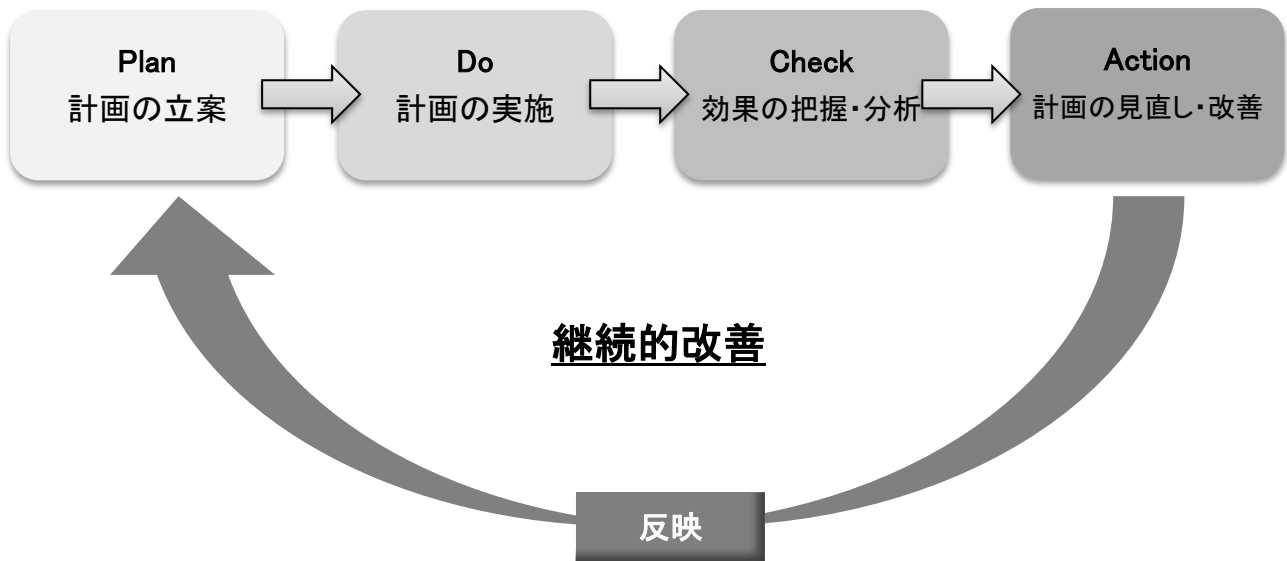 Plan
計画の立案
Do
計画の実施
Check
効果の把握・分析
Action
計画の見直し・改善
継続的改善
反映